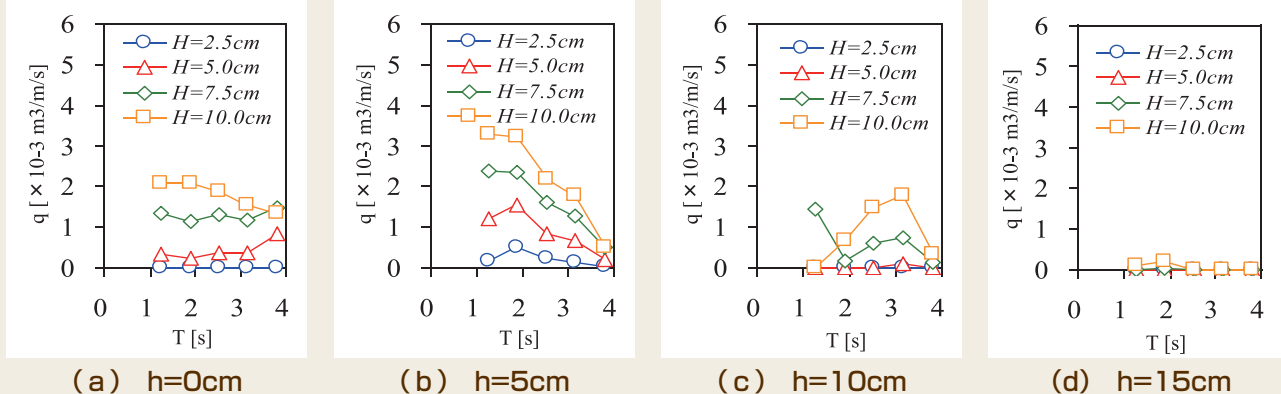 6
5
4
3
2
1
0
q [×10-3 m3/m/s]
H=2.5cm
H=5.0cm
H=7.5cm
H=10.0cm
0 1 2 3 4
T [s]
(a) h=0cm
6
5
4
3
2
1
0
q [×10-3 m3/m/s]
H=2.5cm
H=5.0cm
H=7.5cm
H=10.0cm
0 1 2 3 4
T [s]
(b) h=5cm
6
5
4
3
2
1
0
q [×10-3 m3/m/s]
H=2.5cm
H=5.0cm
H=7.5cm
H=10.0cm
0 1 2 3 4
T [s]
(c) h=10cm
6
5
4
3
2
1
0
q [×10-3 m3/m/s]
H=2.5cm
H=5.0cm
H=7.5cm
H=10.0cm
0 1 2 3 4
T [s]
(d) h=15cm